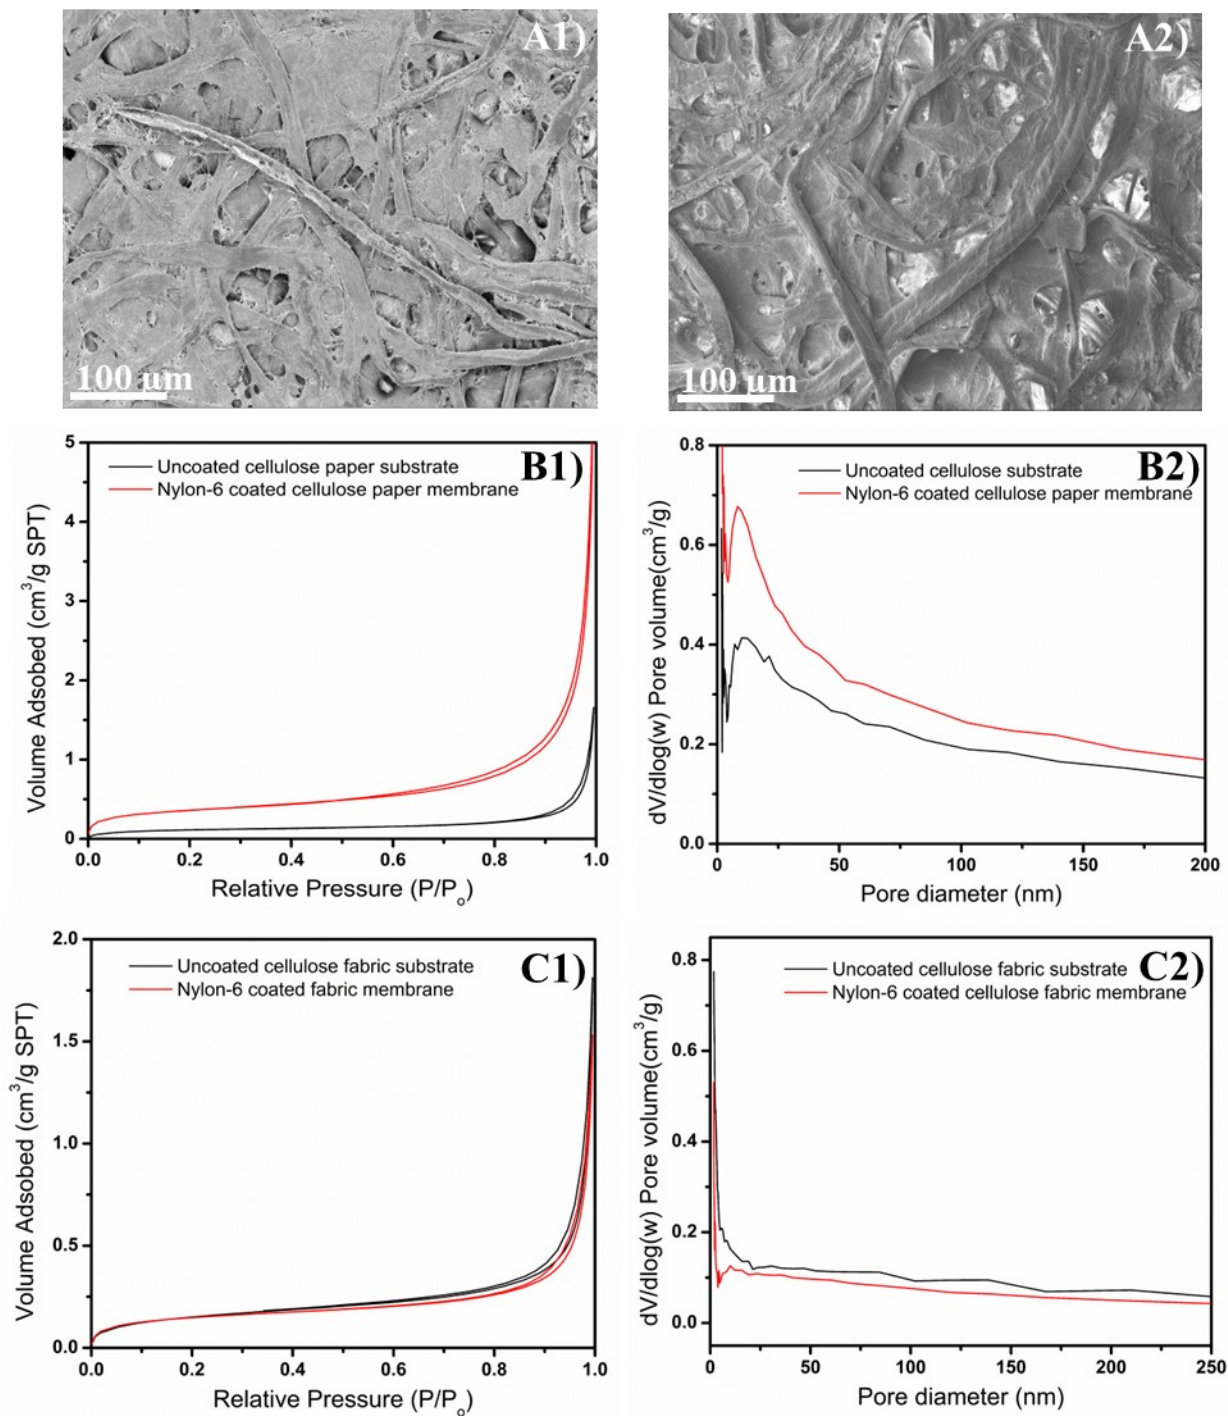 A1)
100 μm
A2)
100 μm
B1)
Uncoated cellulose paper substrate
Nylon-6 coated cellulose paper membrane
Volume Adsobed (cm³/g SPT)
5
4
3
2
1
0
0.0 0.2 0.4 0.6 0.8 1.0
Relative Pressure (P/Pₒ)
B2)
Uncoated cellulose substrate
Nylon-6 coated cellulose paper membrane
dV/dlog(w) Pore volume(cm³/g)
0.8
0.6
0.4
0.2
0.0
0 50 100 150 200
Pore diameter (nm)
C1)
Uncoated cellulose fabric substrate
Nylon-6 coated fabric membrane
Volume Adsobed (cm³/g SPT)
2.0
1.5
1.0
0.5
0.0
0.0 0.2 0.4 0.6 0.8 1.0
Relative Pressure (P/Pₒ)
C2)
Uncoated cellulose fabric substrate
Nylon-6 coated cellulose fabric membrane
dV/dlog(w) Pore volume(cm³/g)
0.8
0.6
0.4
0.2
0.0
0 50 100 150 200 250
Pore diameter (nm)